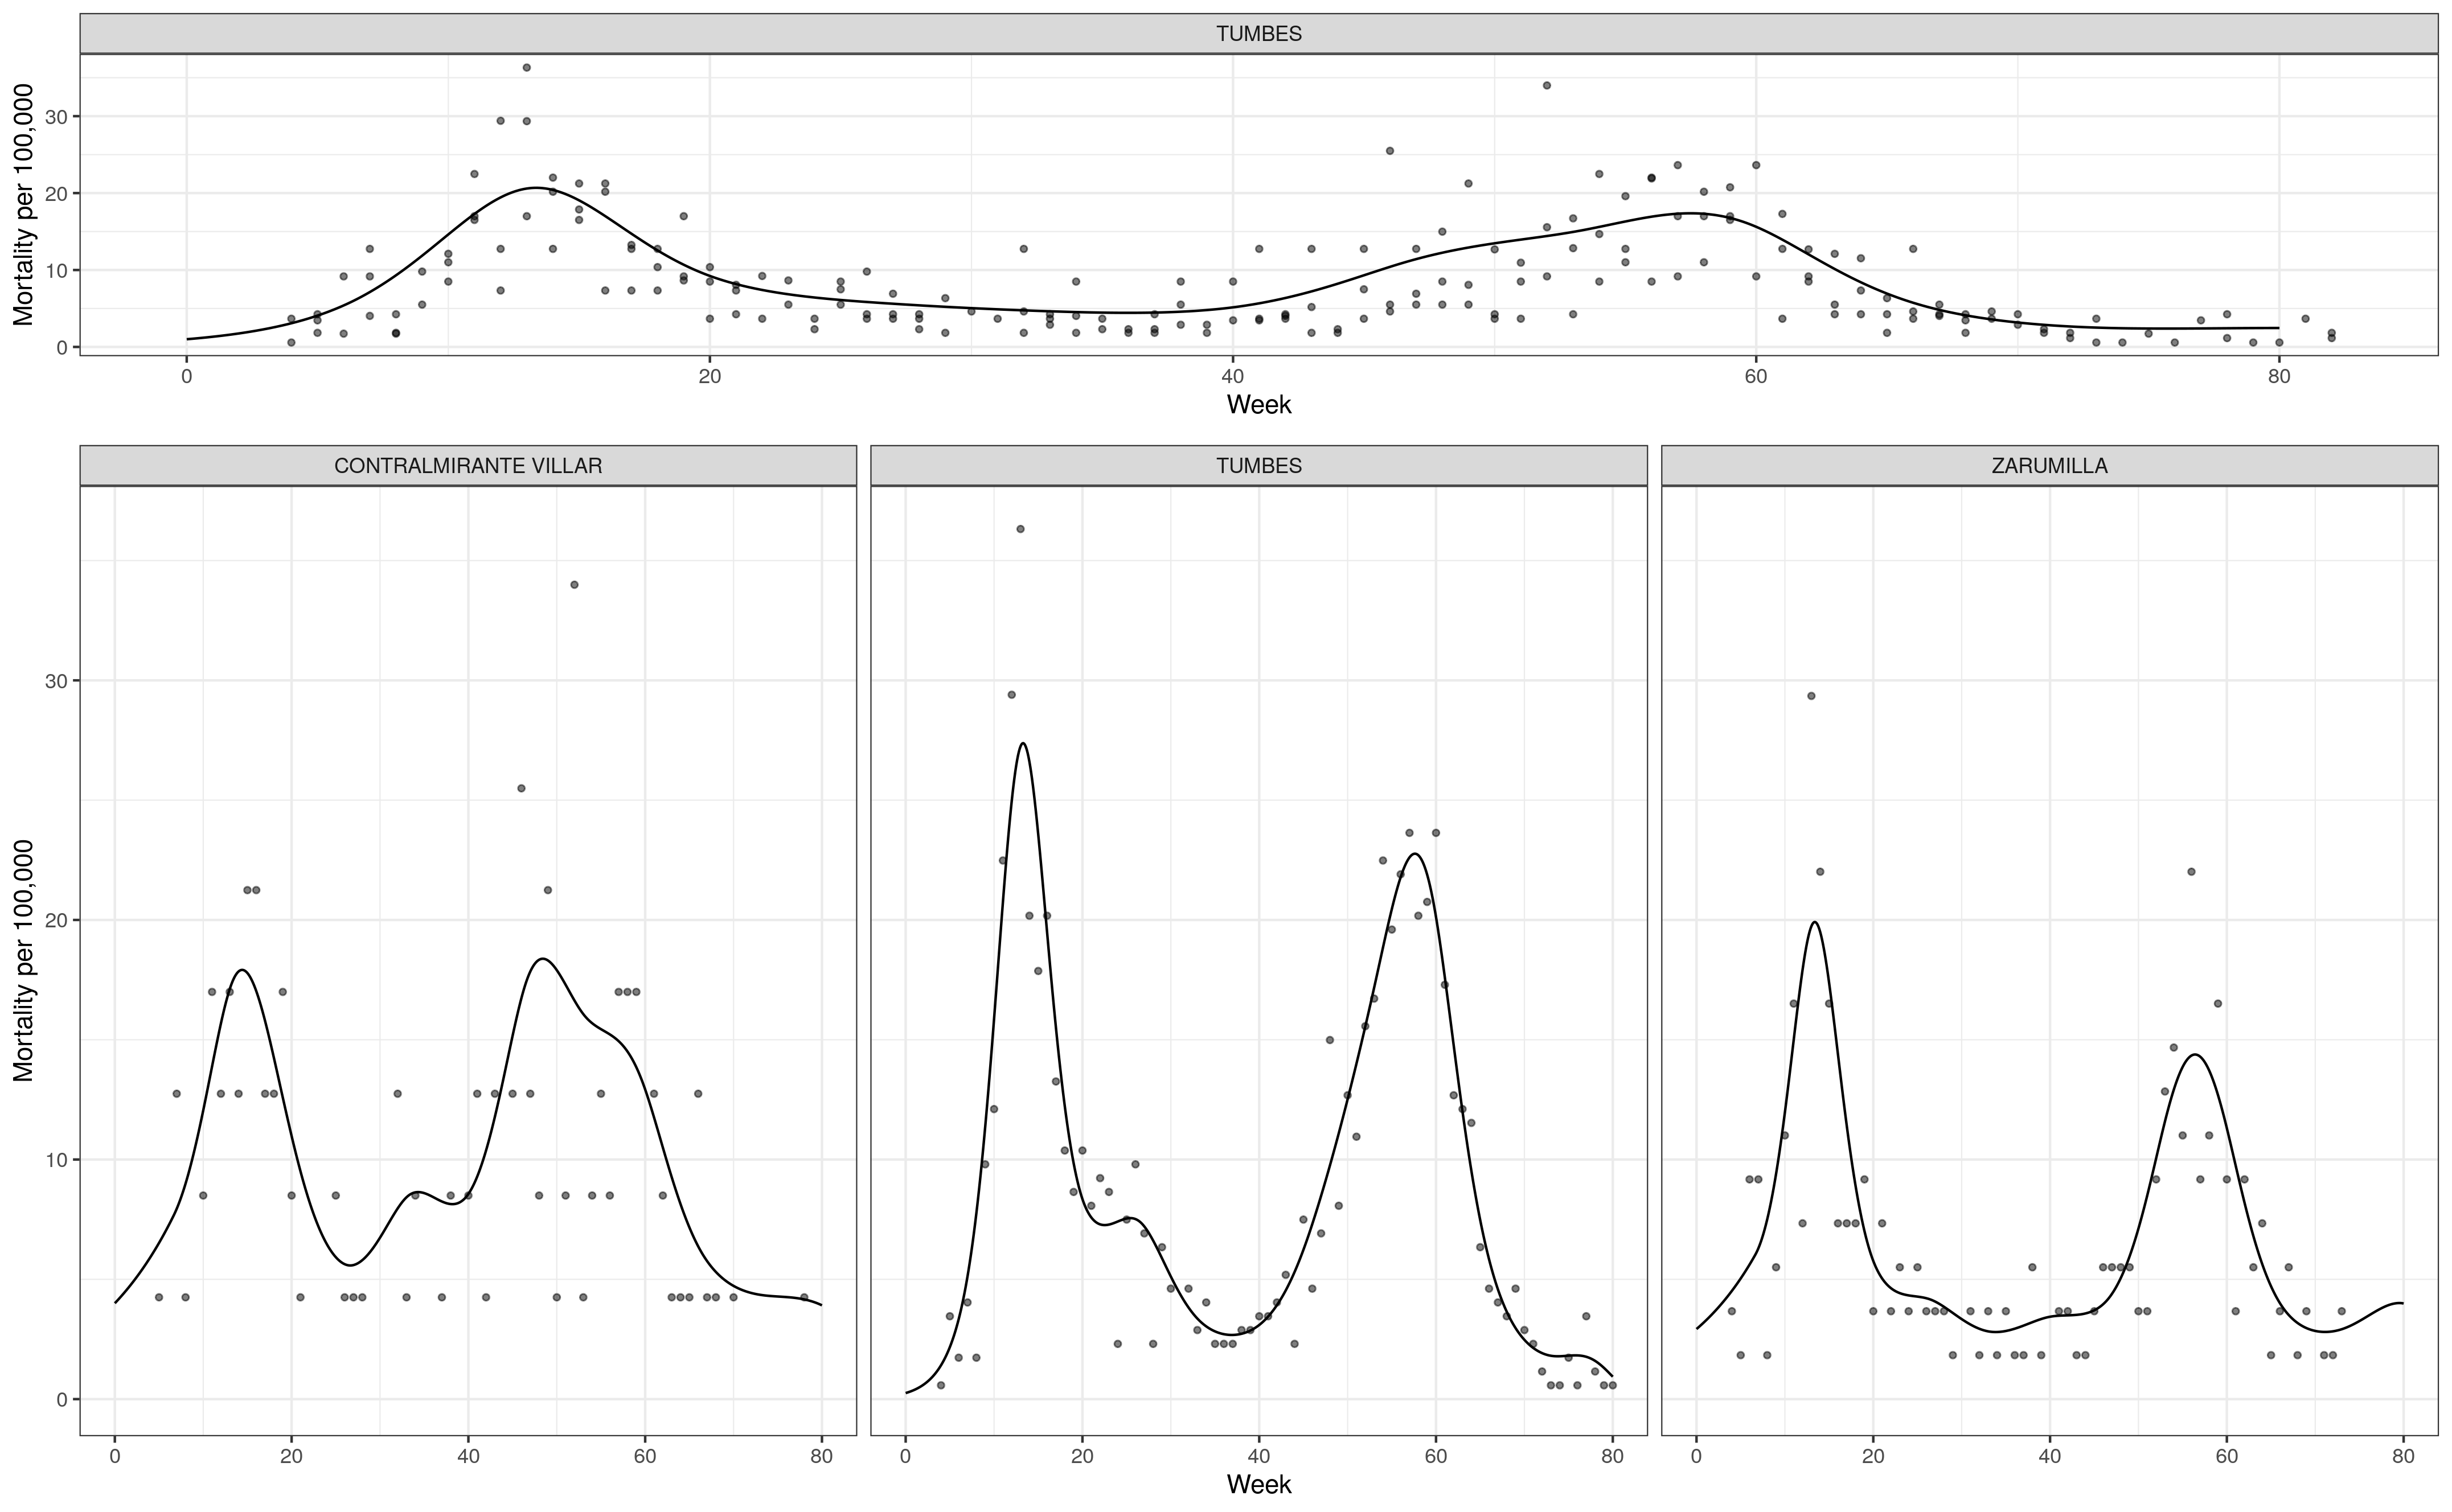 TUMBES
Mortality per 100,000
30
20
10
0
0 20 40 60 80
Week
CONTRALMIRANTE VILLAR TUMBES ZARUMILLA
Mortality per 100,000
30
20
10
0
0 20 40 60 80 0 20 40 60 80 0 20 40 60 80
Week